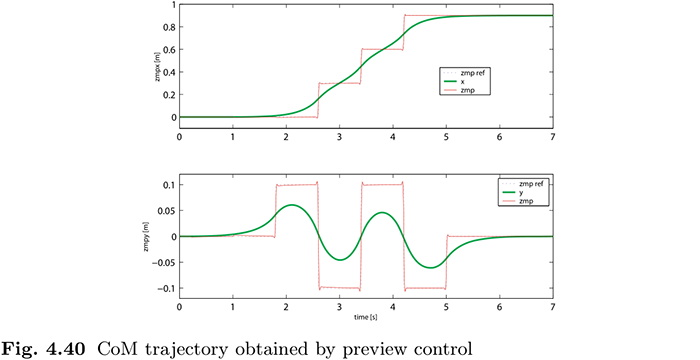 1
0.8
0.6
0.4
0.2
0
zmpx [m]
zmp ref
x
zmp
0 1 2 3 4 5 6 7
0.1
0.05
0
−0.05
−0.1
zmpy [m]
zmp ref
y
zmp
0 1 2 3 4 5 6 7
time [s]
Fig. 4.40 CoM trajectory obtained by preview control